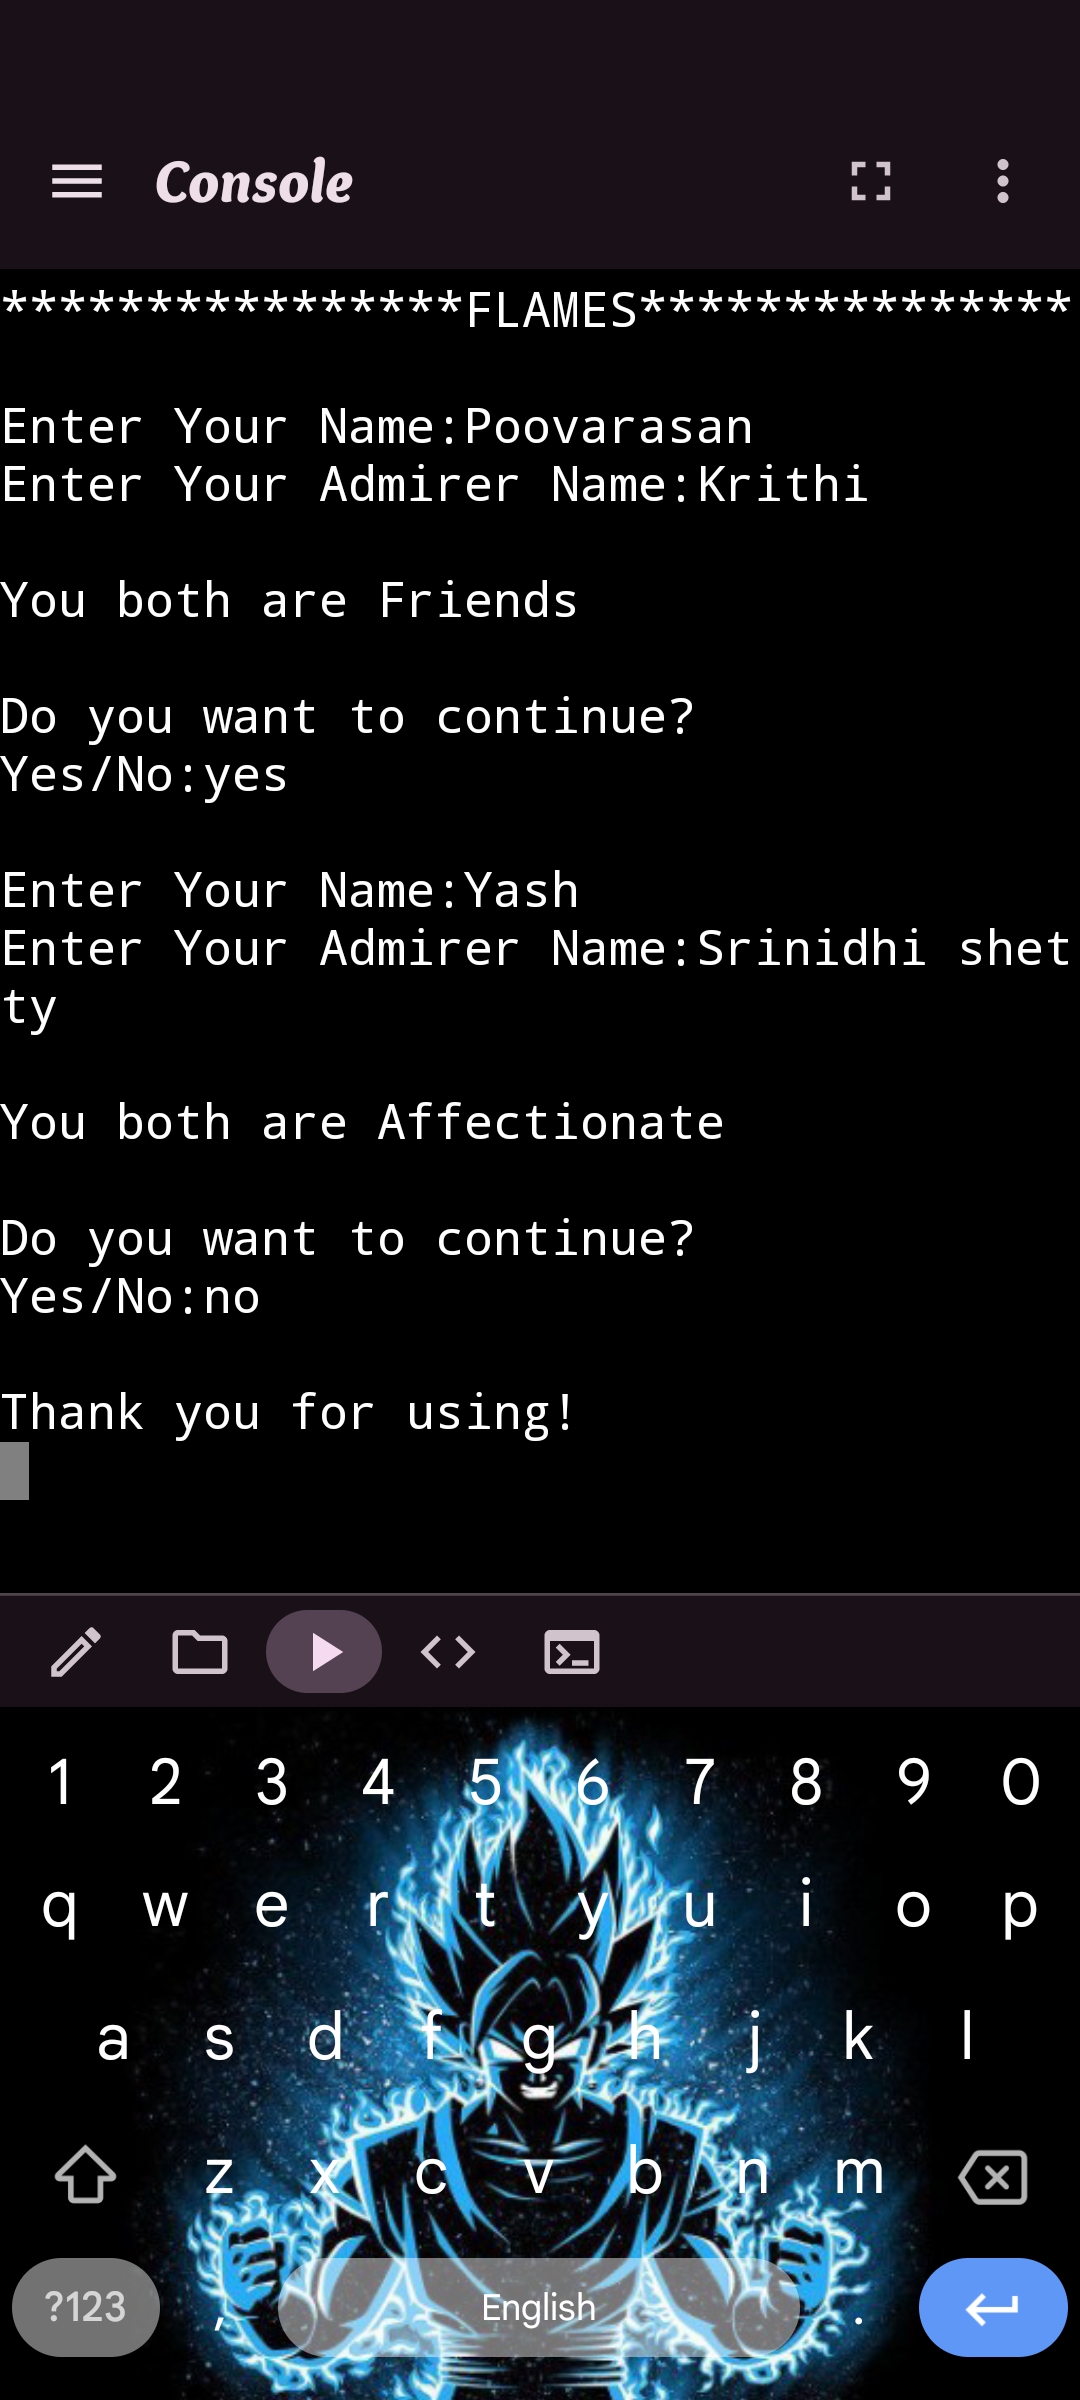 Console
****************FLAMES***************
Enter Your Name:Poovarasan
Enter Your Admirer Name:Krithi
You both are Friends
Do you want to continue?
Yes/No:yes
Enter Your Name:Yash
Enter Your Admirer Name:Srinidhi shet
ty
You both are Affectionate
Do you want to continue?
Yes/No:no
Thank you for using!
1 2 3 4 5 6 7 8 9 0
q w e r t y u i o p
a s d f g h j k l
z x c v b n m
?123 , English .